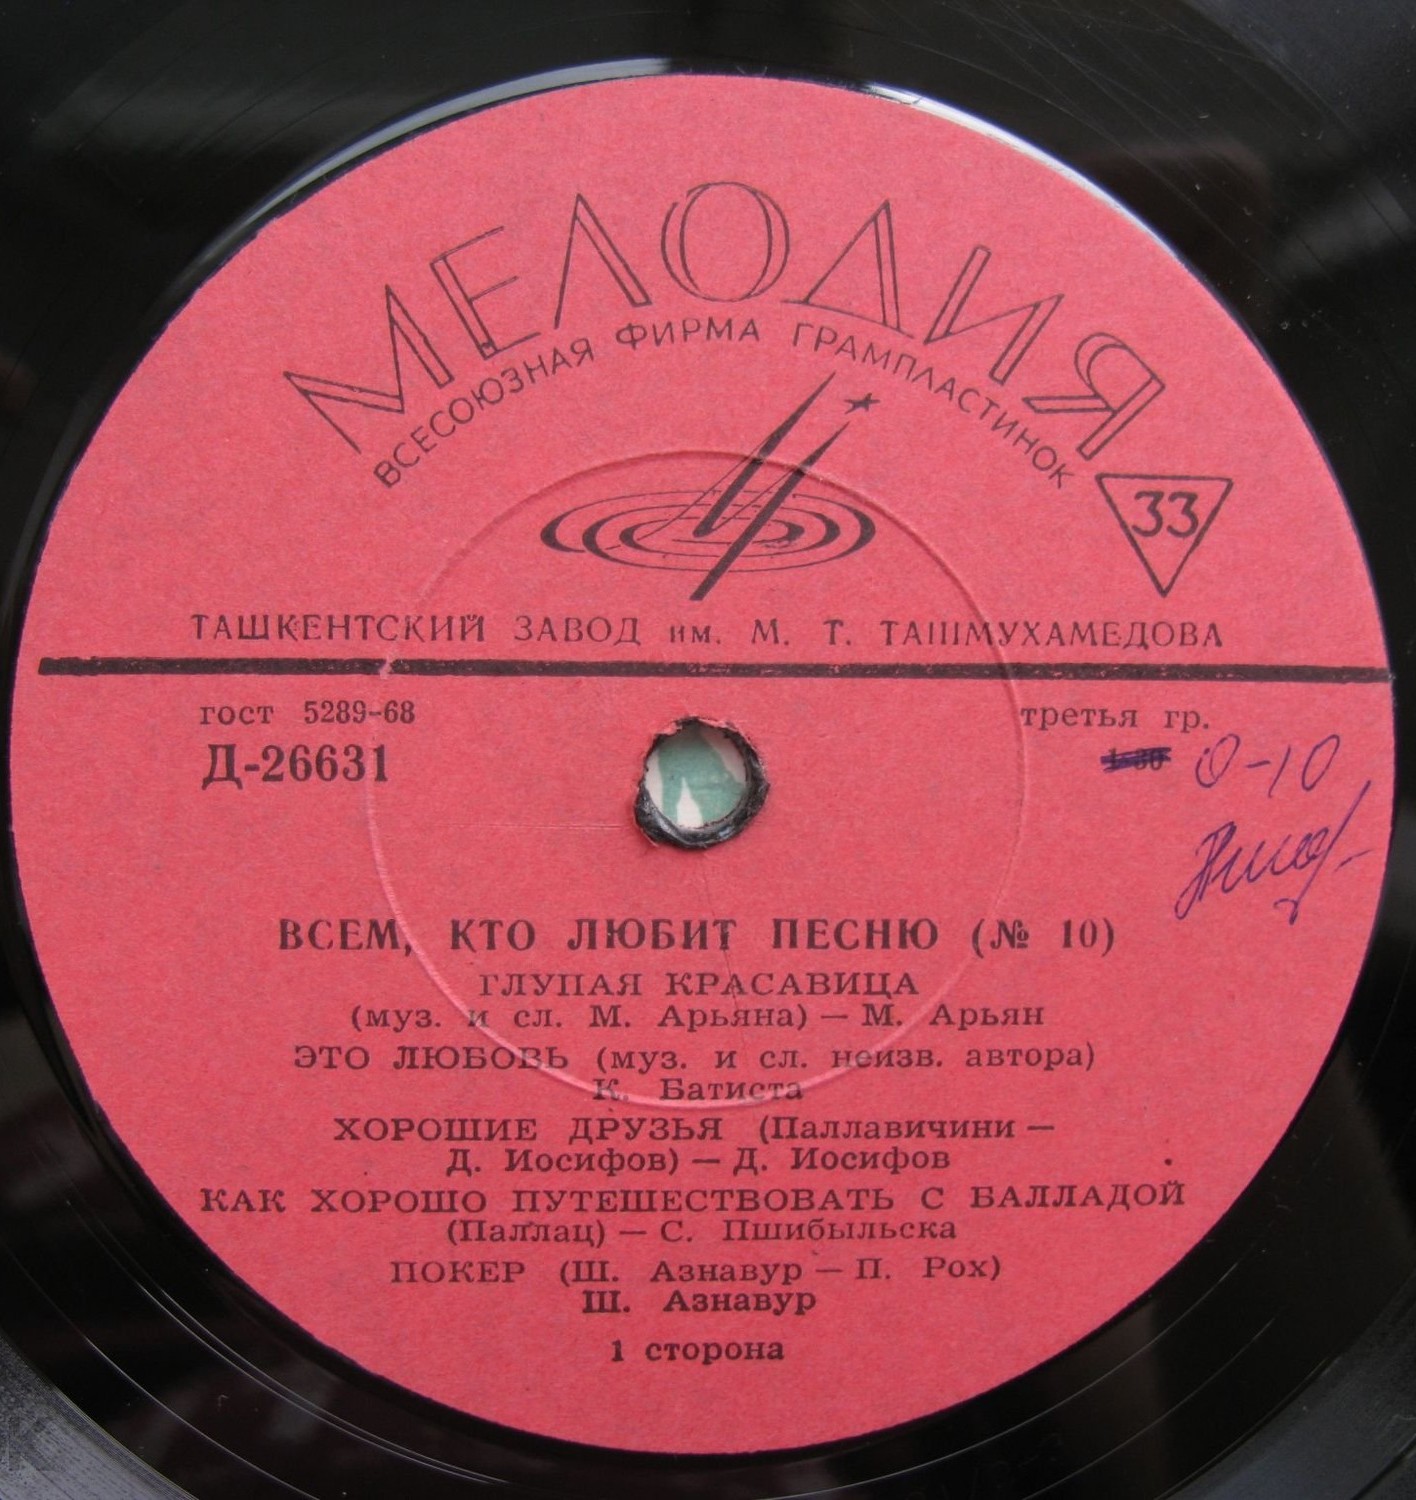 МЕЛОДИЯ
ВСЕСОЮЗНАЯ ФИРМА ГРАМПЛАСТИНОК
33
ТАШКЕНТСКИЙ ЗАВОД им. М. Т. ТАШМУХАМЕДОВА
гост 5289-68 третья гр.
Д-26631 0-10
ВСЕМ, КТО ЛЮБИТ ПЕСНЮ (№ 10)
ГЛУПАЯ КРАСАВИЦА
(муз. и сл. М. Арьяна) — М. Арьян
ЭТО ЛЮБОВЬ (муз. и сл. неизв. автора)
К. Батиста
ХОРОШИЕ ДРУЗЬЯ (Паллавичини —
Д. Иосифов) — Д. Иосифов
КАК ХОРОШО ПУТЕШЕСТВОВАТЬ С БАЛЛАДОЙ
(Паллац) — С. Пшибыльска
ПОКЕР (Ш. Азнавур — П. Рох)
Ш. Азнавур
1 сторона